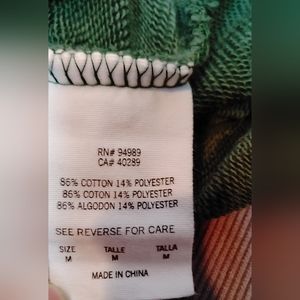 RN# 94989
CA# 40289
86% COTTON 14% POLYESTER
86% COTON 14% POLYESTER
86% ALGODON 14% POLYESTER
SEE REVERSE FOR CARE
SIZE TALLE TALLA
M M M
MADE IN CHINA